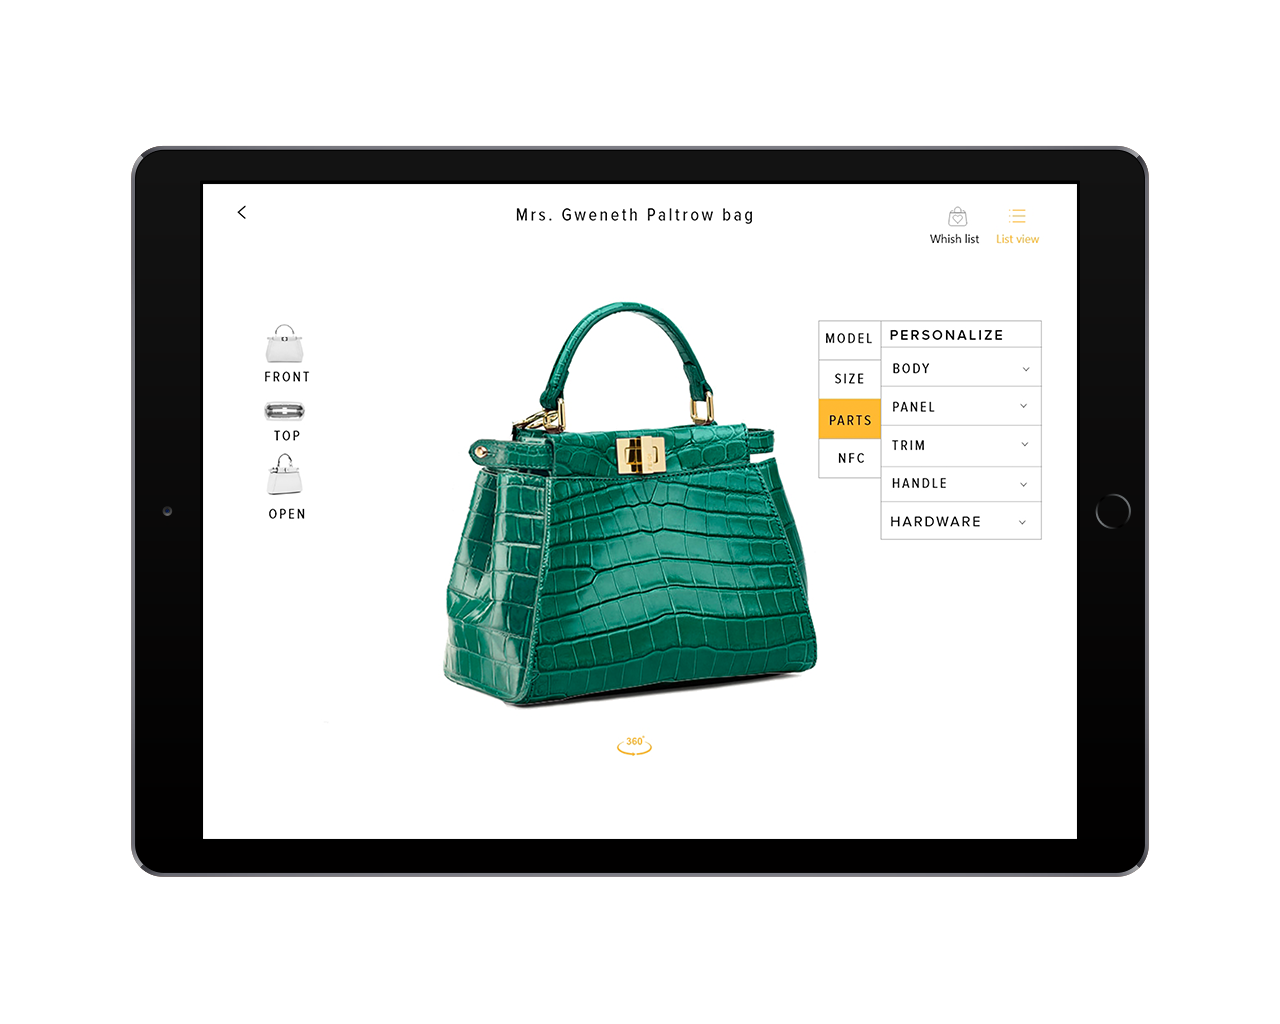 Mrs. Gweneth Paltrow bag
Whish list
List view
FRONT
TOP
OPEN
MODEL
SIZE
PARTS
NFC
PERSONALIZE
BODY
PANEL
TRIM
HANDLE
HARDWARE
360°